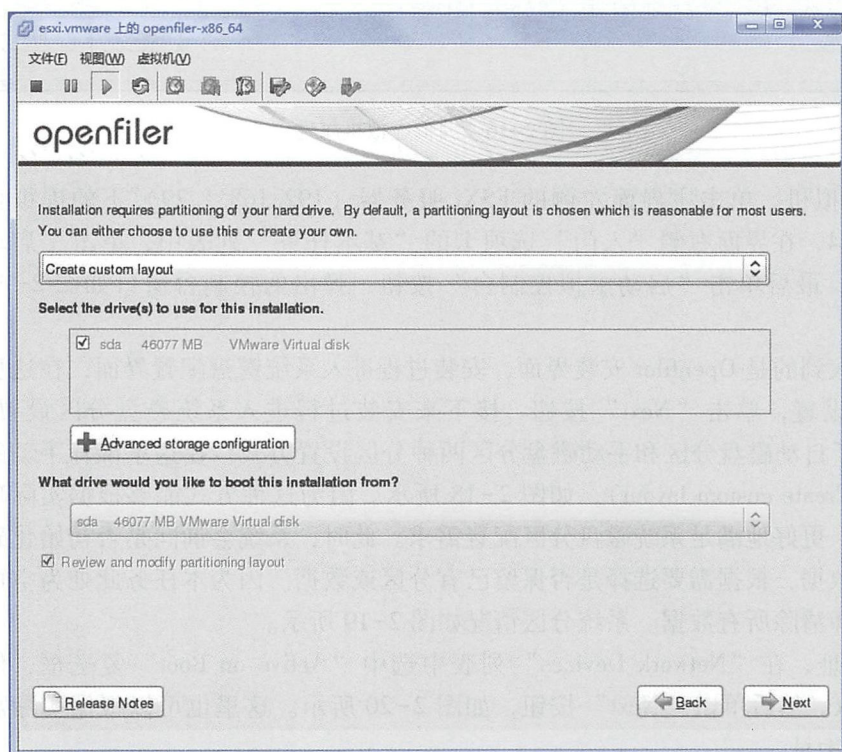 esxi.vmware 上的 openfiler-x86_64
文件(F) 视图(W) 虚拟机(V)
openfiler
Installation requires partitioning of your hard drive. By default, a partitioning layout is chosen which is reasonable for most users.
You can either choose to use this or create your own.
Create custom layout
Select the drive(s) to use for this installation.
sda 46077 MB VMware Virtual disk
Advanced storage configuration
What drive would you like to boot this installation from?
sda 46077 MB VMware Virtual disk
Review and modify partitioning layout
Release Notes
Back
Next